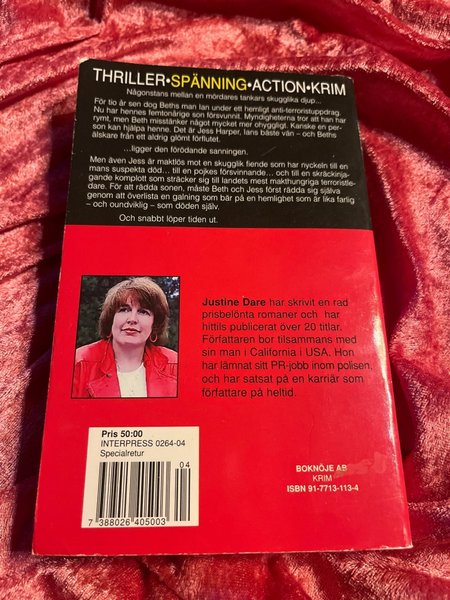 THRILLER•SPÄNNING•ACTION•KRIM
Någonstans mellan en mördares tankars skugglika djup...
För tio år sen dog Beths man Ian under ett hemligt anti-terroristuppdrag.
Nu har hennes femtonårige son försvunnit. Myndigheterna tror att han har
rymt, men Beth misstänker något mycket mer ohyggligt. Kanske en per-
son kan hjälpa henne. Det är Jess Harper, Ians bäste vän – och Beths
älskare från ett aldrig glömt förflutet.
...ligger den förödande sanningen.
Men även Jess är maktlös mot en skugglik fiende som har nyckeln till en
mans suspekta död... till en pojkes försvinnande... och till en skräckinja-
gande komplott som sträcker sig till landets mest makthungriga terroristle-
dare. För att rädda sonen, måste Beth och Jess först rädda sig själva
genom att överlista en galning som bär på en hemlighet som är lika farlig
– och oundviklig – som döden själv.
Och snabbt löper tiden ut.
Justine Dare har skrivit en rad
prisbelönta romaner och har
hittils publicerat över 20 titlar.
Författaren bor tilsammans med
sin man i California i USA. Hon
har lämnat sitt PR-jobb inom polisen,
och har satsat på en karriär som
författare på heltid.
Pris 50:00
INTERPRESS 0264-04
Specialretur
04
7 388026 405003
BOKNÖJE AB
KRIM
ISBN 91-7713-113-4